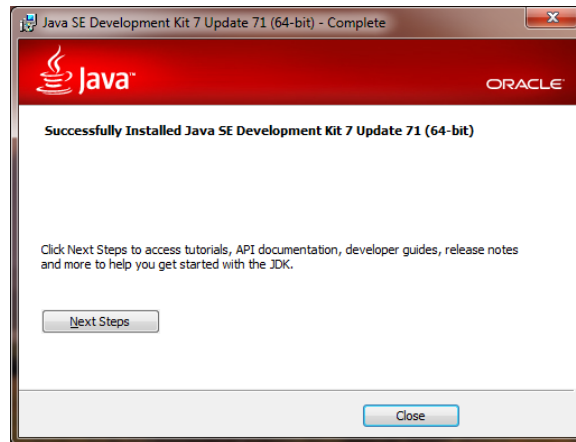 Java SE Development Kit 7 Update 71 (64-bit) - Complete
Java™
ORACLE®
Successfully Installed Java SE Development Kit 7 Update 71 (64-bit)
Click Next Steps to access tutorials, API documentation, developer guides, release notes
and more to help you get started with the JDK.
Next Steps
Close